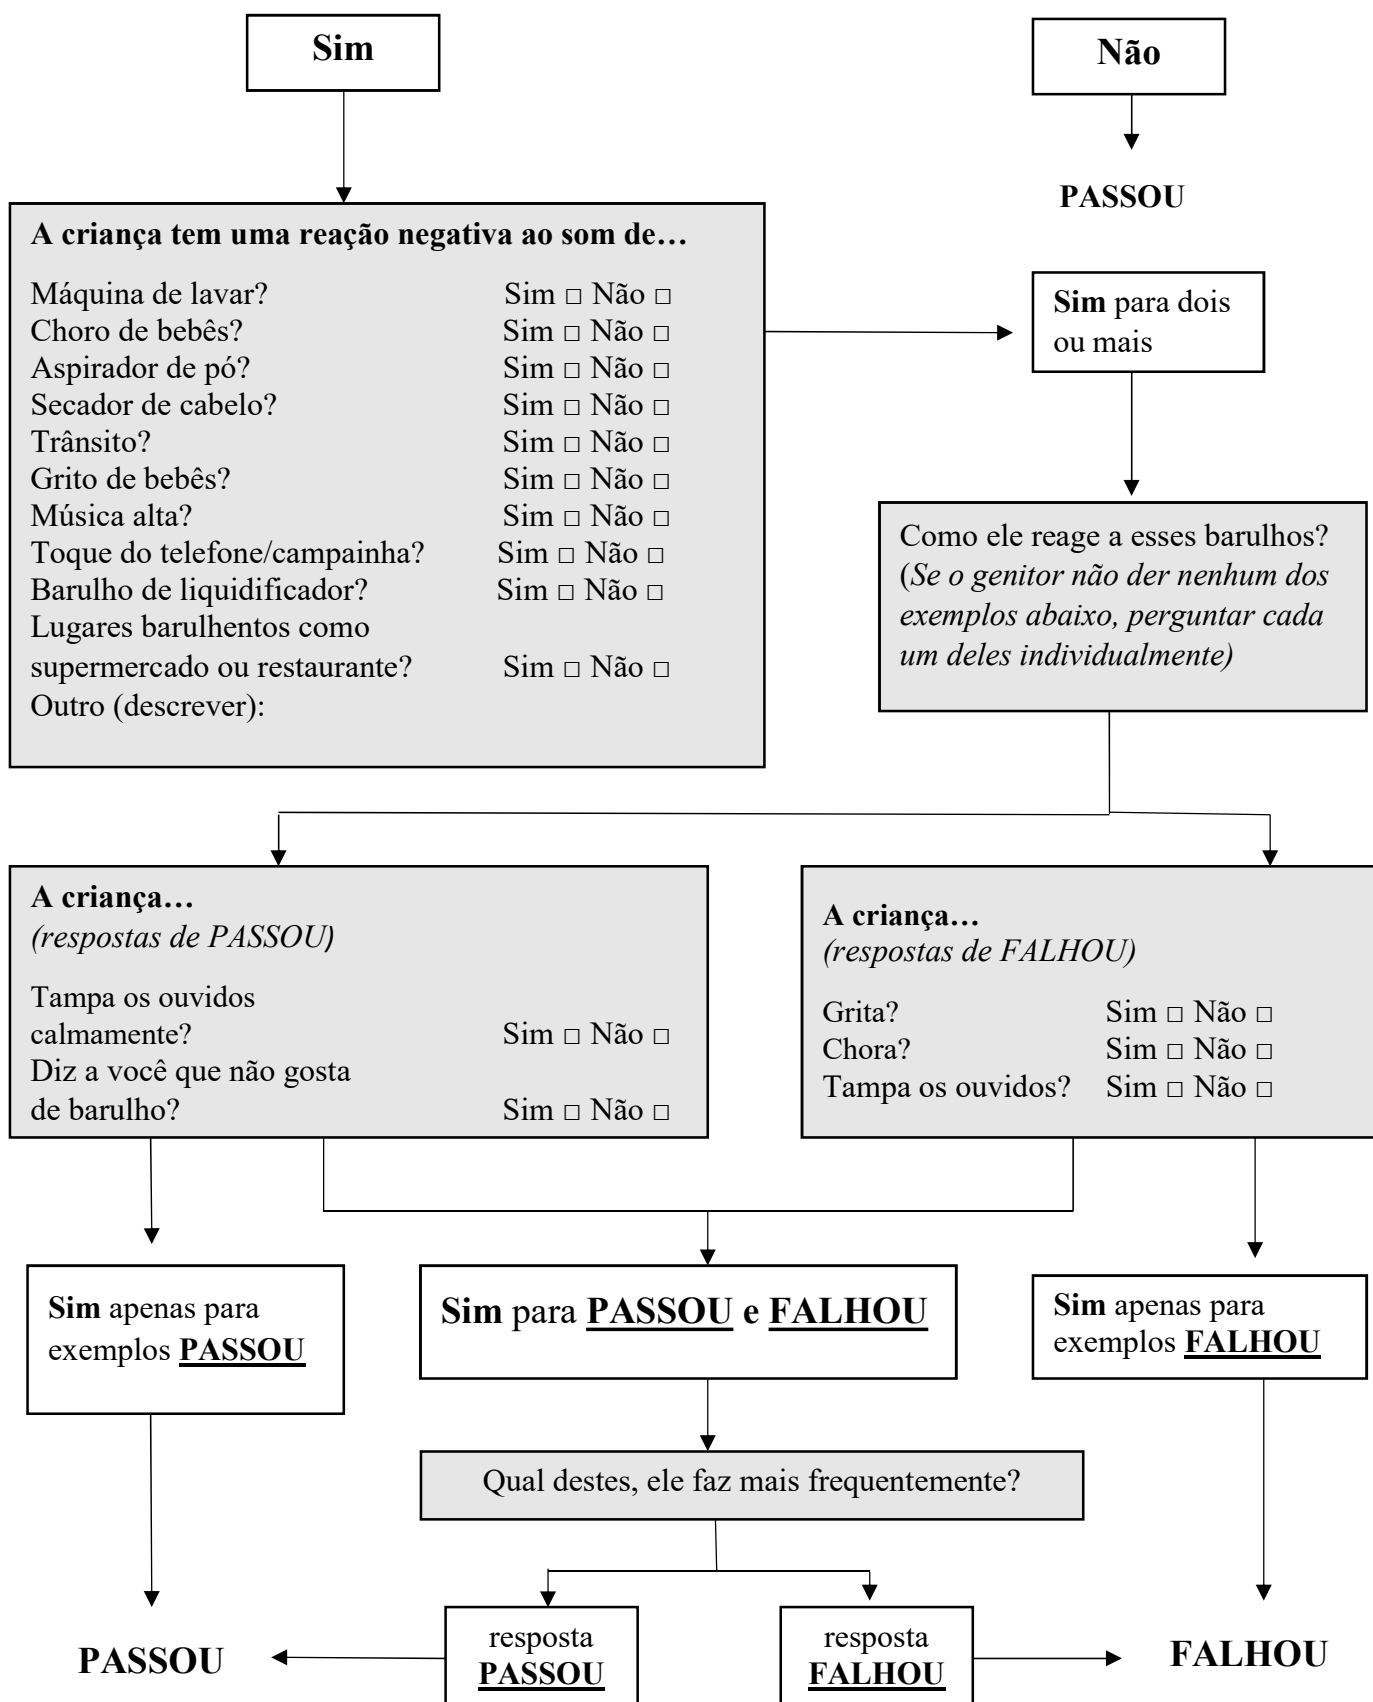 Sim
Não
PASSOU
A criança tem uma reação negativa ao som de…
Máquina de lavar? Sim □ Não □
Choro de bebês? Sim □ Não □
Aspirador de pó? Sim □ Não □
Secador de cabelo? Sim □ Não □
Trânsito? Sim □ Não □
Grito de bebês? Sim □ Não □
Música alta? Sim □ Não □
Toque do telefone/campainha? Sim □ Não □
Barulho de liquidificador? Sim □ Não □
Lugares barulhentos como
supermercado ou restaurante? Sim □ Não □
Outro (descrever):
Sim para dois
ou mais
Como ele reage a esses barulhos?
(Se o genitor não der nenhum dos
exemplos abaixo, perguntar cada
um deles individualmente)
A criança…
(respostas de PASSOU)
Tampa os ouvidos
calmamente? Sim □ Não □
Diz a você que não gosta
de barulho? Sim □ Não □
A criança…
(respostas de FALHOU)
Grita? Sim □ Não □
Chora? Sim □ Não □
Tampa os ouvidos? Sim □ Não □
Sim apenas para
exemplos PASSOU
Sim para PASSOU e FALHOU
Sim apenas para
exemplos FALHOU
Qual destes, ele faz mais frequentemente?
PASSOU
resposta
PASSOU
resposta
FALHOU
FALHOU